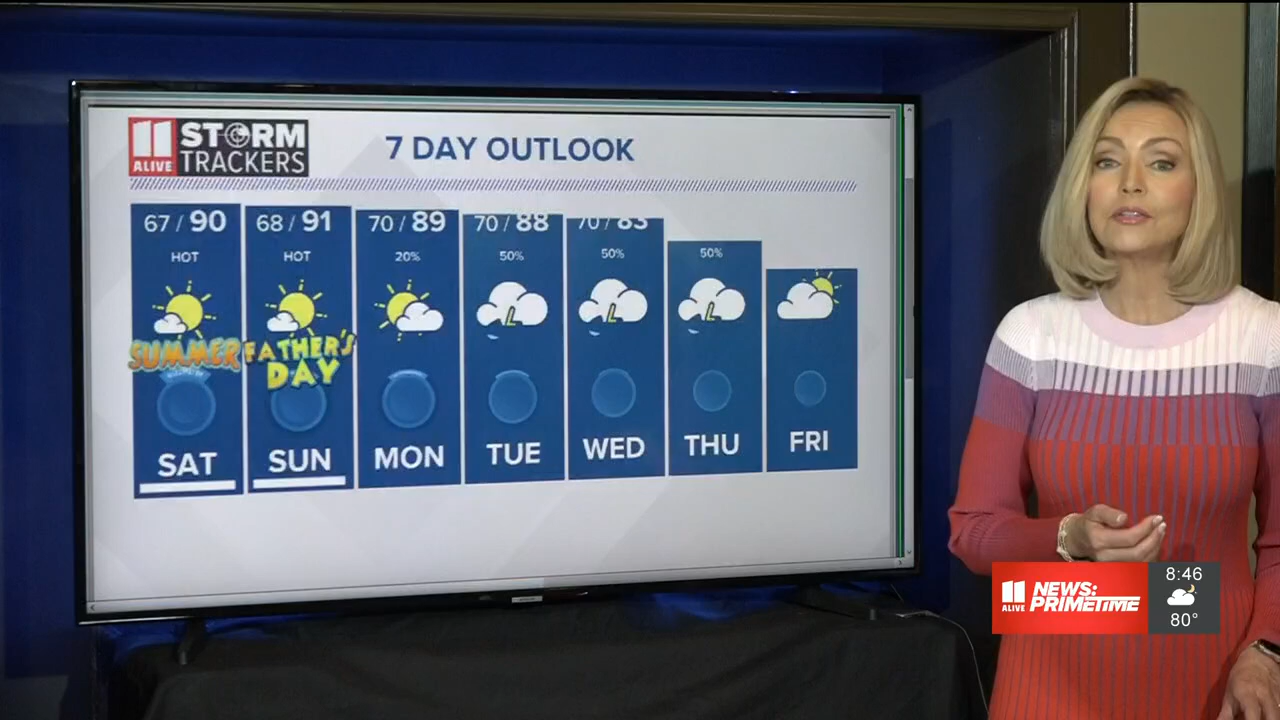 11 ALIVE STORM TRACKERS
7 DAY OUTLOOK
67 / 90
68 / 91
70 / 89
70 / 88
70 / 83
HOT
HOT
20%
50%
50%
50%
SUMMER
FATHER'S
DAY
SAT
SUN
MON
TUE
WED
THU
FRI
11 ALIVE
NEWS:
PRIMETIME
8:46
80°